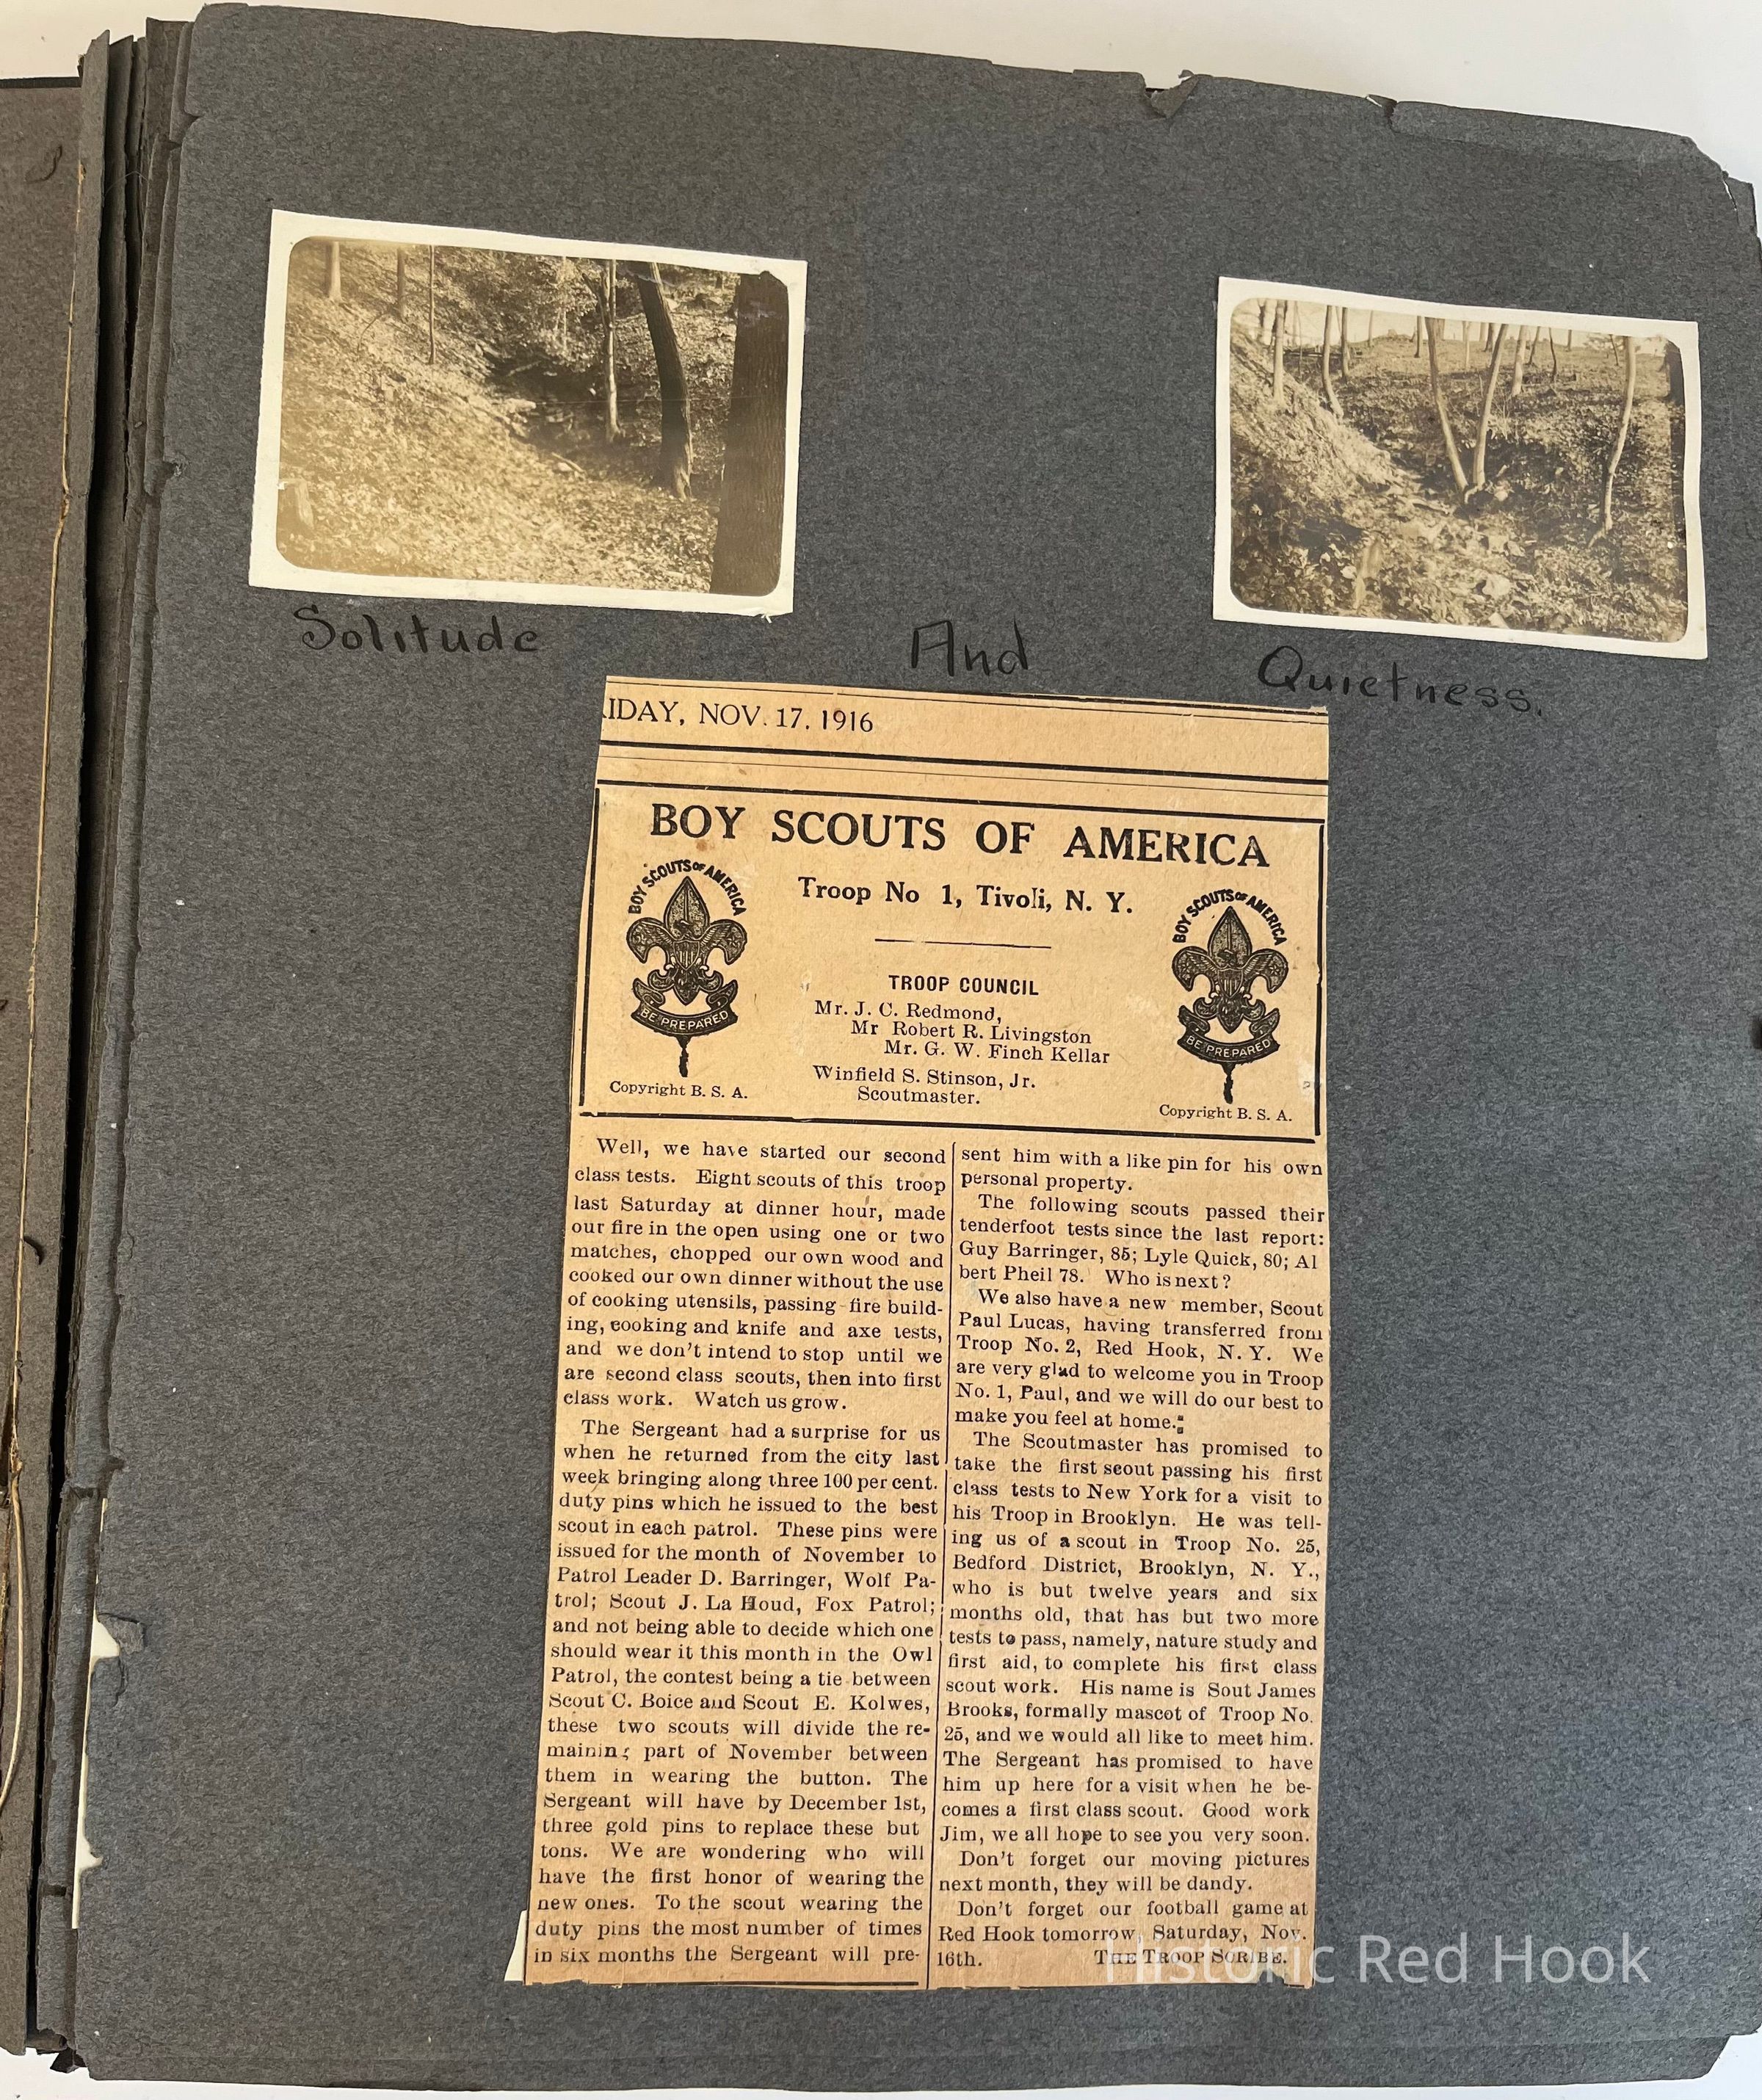 Solitude And Quietness.
IDAY, NOV. 17. 1916
BOY SCOUTS OF AMERICA
Troop No 1, Tivoli, N. Y.
BOY SCOUTS OF AMERICA
BE PREPARED
Copyright B. S. A.
TROOP COUNCIL
Mr. J. C. Redmond,
Mr Robert R. Livingston
Mr. G. W. Finch Kellar
Winfield S. Stinson, Jr.
Scoutmaster.
BOY SCOUTS OF AMERICA
BE PREPARED
Copyright B. S. A.
Well, we have started our second
class tests. Eight scouts of this troop
last Saturday at dinner hour, made
our fire in the open using one or two
matches, chopped our own wood and
cooked our own dinner without the use
of cooking utensils, passing fire build-
ing, cooking and knife and axe tests,
and we don't intend to stop until we
are second class scouts, then into first
class work. Watch us grow.
The Sergeant had a surprise for us
when he returned from the city last
week bringing along three 100 per cent.
duty pins which he issued to the best
scout in each patrol. These pins were
issued for the month of November to
Patrol Leader D. Barringer, Wolf Pa-
trol; Scout J. La Houd, Fox Patrol;
and not being able to decide which one
should wear it this month in the Owl
Patrol, the contest being a tie between
Scout C. Boice and Scout E. Kolwes,
these two scouts will divide the re-
maining part of November between
them in wearing the button. The
Sergeant will have by December 1st,
three gold pins to replace these but
tons. We are wondering who will
have the first honor of wearing the
new ones. To the scout wearing the
duty pins the most number of times
in six months the Sergeant will pre-
sent him with a like pin for his own
personal property.
The following scouts passed their
tenderfoot tests since the last report:
Guy Barringer, 85; Lyle Quick, 80; Al
bert Pheil 78. Who is next?
We also have a new member, Scout
Paul Lucas, having transferred from
Troop No. 2, Red Hook, N. Y. We
are very glad to welcome you in Troop
No. 1, Paul, and we will do our best to
make you feel at home.
The Scoutmaster has promised to
take the first scout passing his first
class tests to New York for a visit to
his Troop in Brooklyn. He was tell-
ing us of a scout in Troop No. 25,
Bedford District, Brooklyn, N. Y.,
who is but twelve years and six
months old, that has but two more
tests to pass, namely, nature study and
first aid, to complete his first class
scout work. His name is Sout James
Brooks, formally mascot of Troop No.
25, and we would all like to meet him.
The Sergeant has promised to have
him up here for a visit when he be-
comes a first class scout. Good work
Jim, we all hope to see you very soon.
Don't forget our moving pictures
next month, they will be dandy.
Don't forget our football game at
Red Hook tomorrow, Saturday, Nov.
16th. THE TROOP SCRIBE.
Historic Red Hook